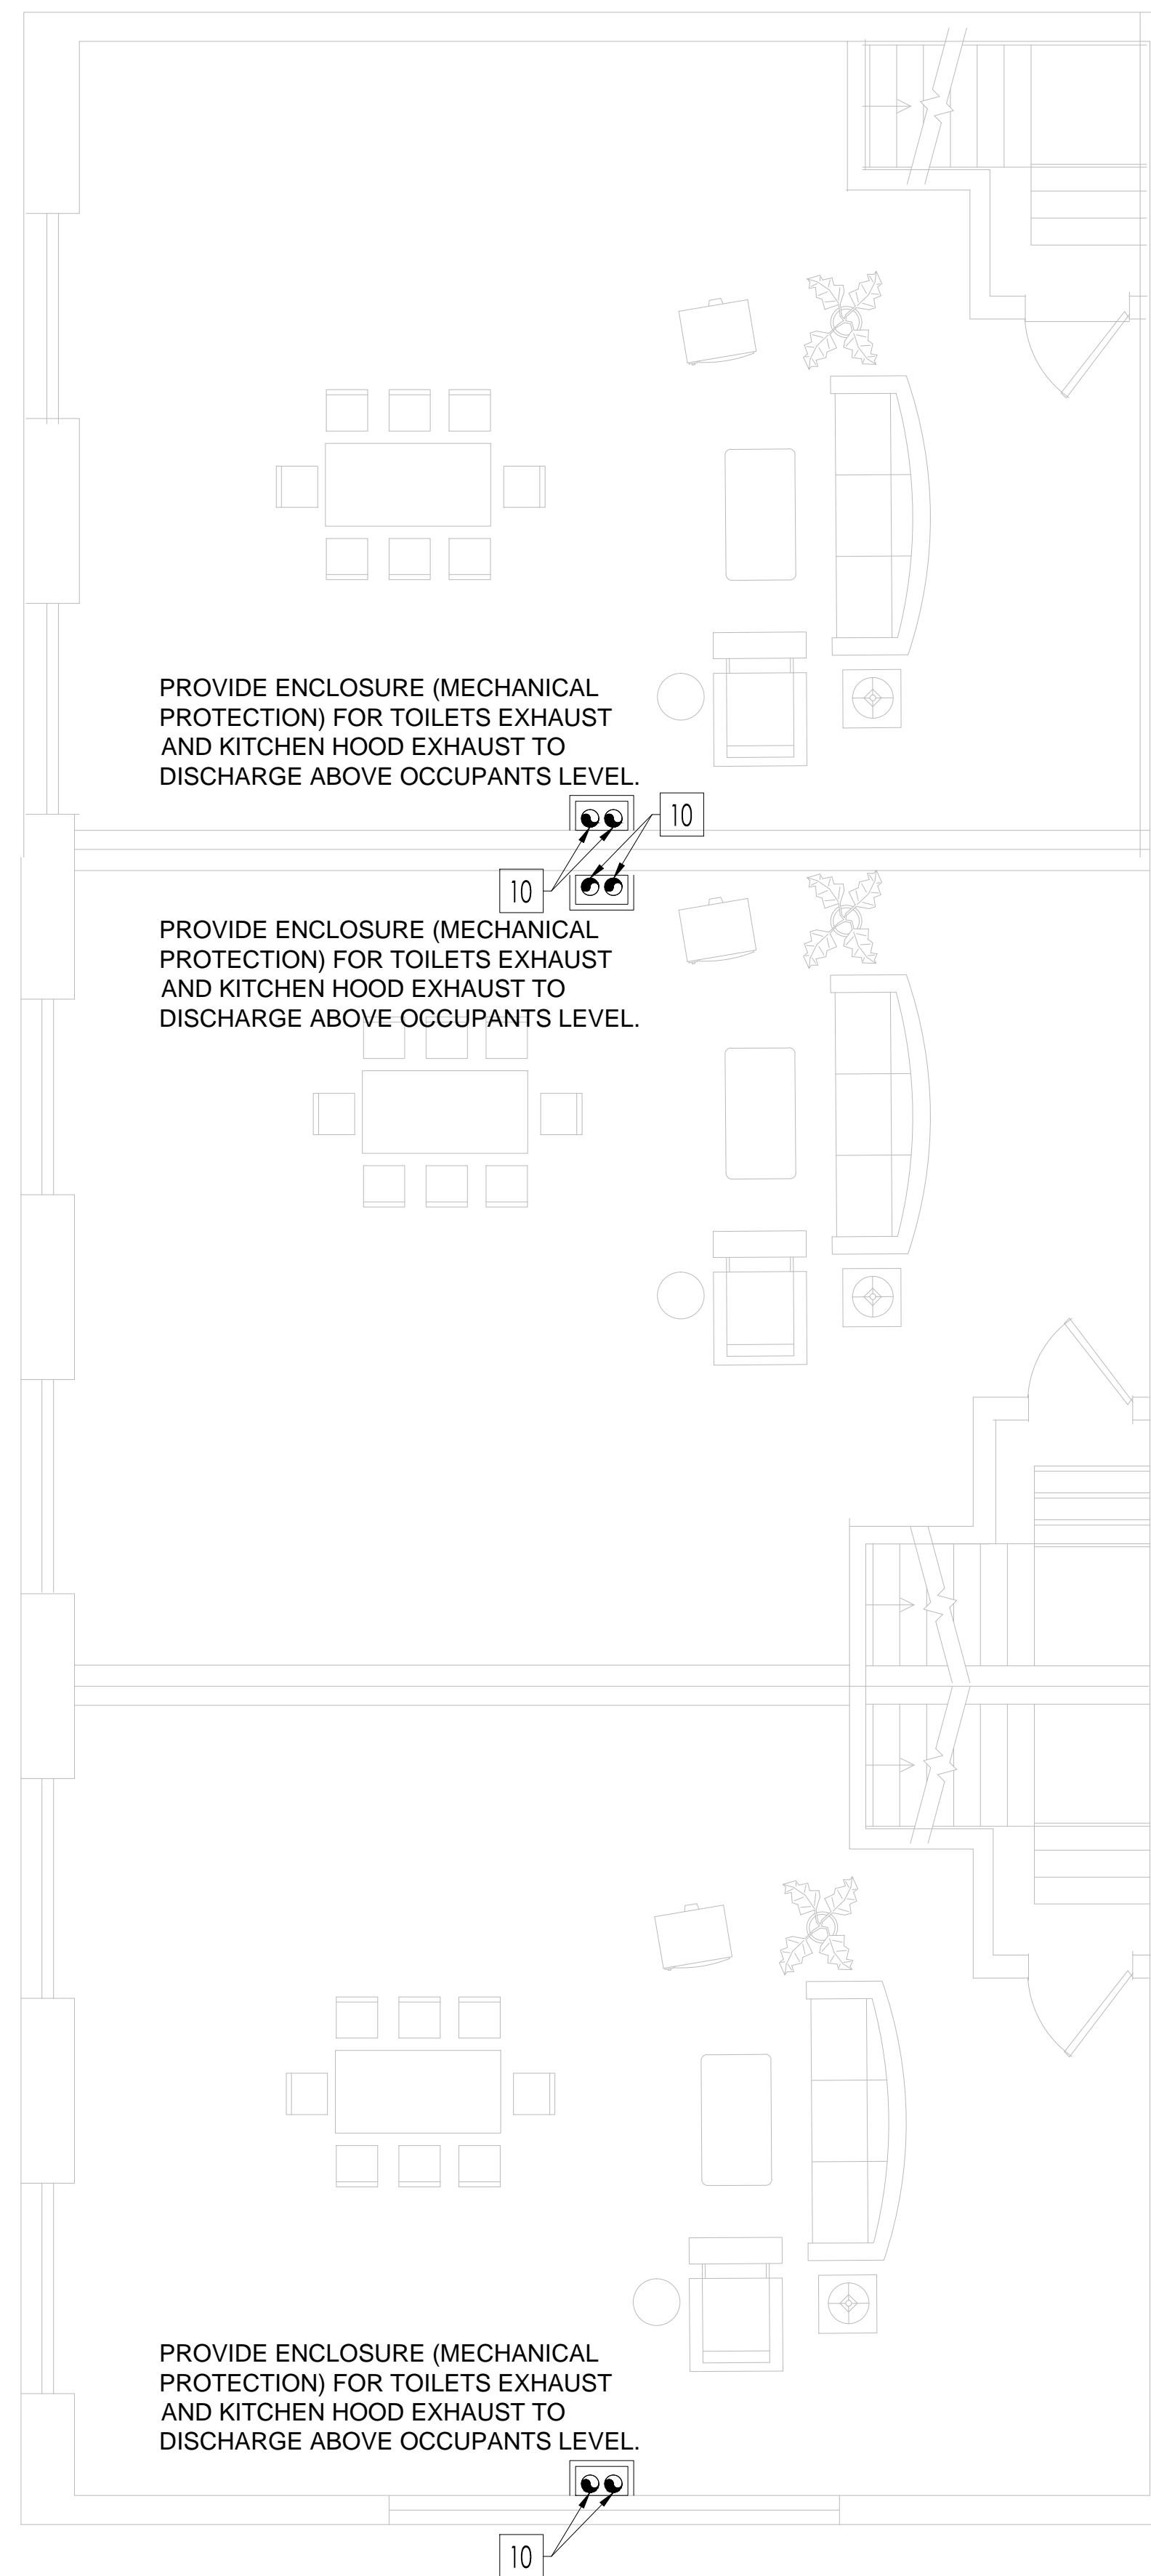 PROVIDE ENCLOSURE (MECHANICAL
PROTECTION) FOR TOILETS EXHAUST
AND KITCHEN HOOD EXHAUST TO
DISCHARGE ABOVE OCCUPANTS LEVEL.
10
10
PROVIDE ENCLOSURE (MECHANICAL
PROTECTION) FOR TOILETS EXHAUST
AND KITCHEN HOOD EXHAUST TO
DISCHARGE ABOVE OCCUPANTS LEVEL.
PROVIDE ENCLOSURE (MECHANICAL
PROTECTION) FOR TOILETS EXHAUST
AND KITCHEN HOOD EXHAUST TO
DISCHARGE ABOVE OCCUPANTS LEVEL.
10